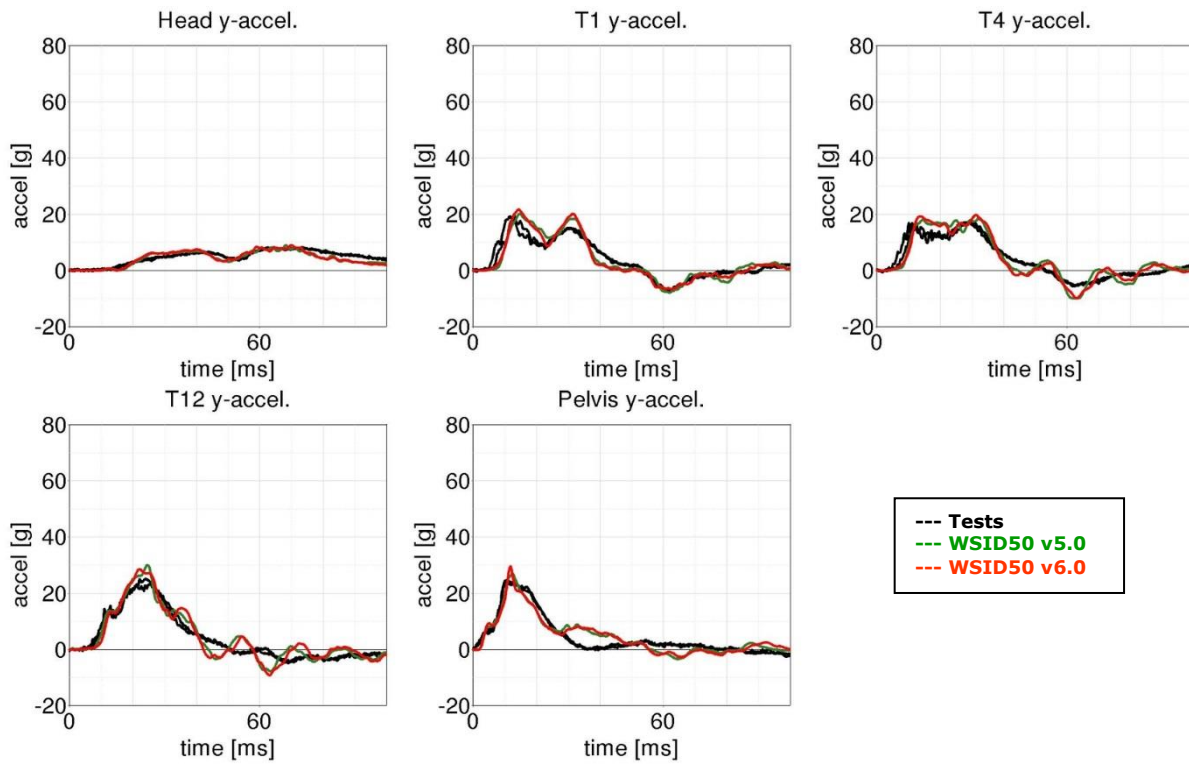 Head y-accel.
80
60
40
20
0
-20
accel [g]
0
60
time [ms]
T1 y-accel.
80
60
40
20
0
-20
accel [g]
0
60
time [ms]
T4 y-accel.
80
60
40
20
0
-20
accel [g]
0
60
time [ms]
T12 y-accel.
80
60
40
20
0
-20
accel [g]
0
60
time [ms]
Pelvis y-accel.
80
60
40
20
0
-20
accel [g]
0
60
time [ms]
--- Tests
--- WSID50 v5.0
--- WSID50 v6.0